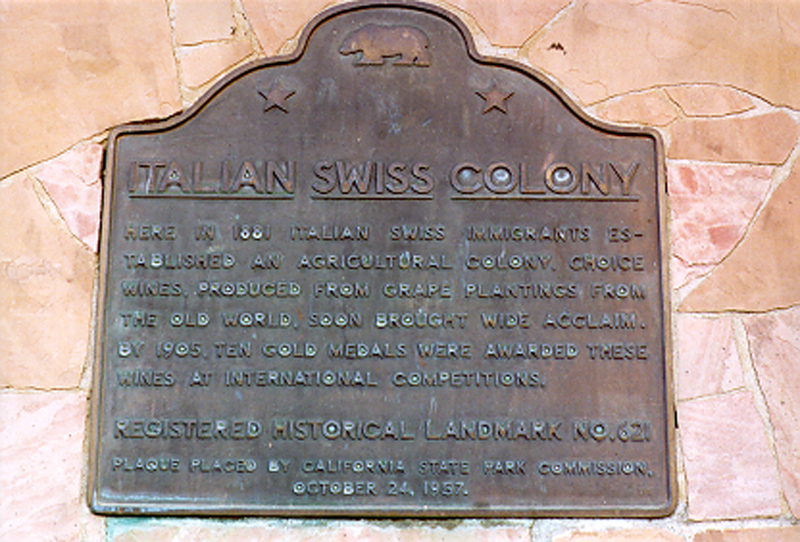 ITALIAN SWISS COLONY
HERE IN 1881 ITALIAN SWISS IMMIGRANTS ES-
TABLISHED AN AGRICULTURAL COLONY. CHOICE
WINES, PRODUCED FROM GRAPE PLANTINGS FROM
THE OLD WORLD, SOON BROUGHT WIDE ACCLAIM.
BY 1905, TEN GOLD MEDALS WERE AWARDED THESE
WINES AT INTERNATIONAL COMPETITIONS.
REGISTERED HISTORICAL LANDMARK NO. 621
PLAQUE PLACED BY CALIFORNIA STATE PARK COMMISSION,
OCTOBER 24, 1957.